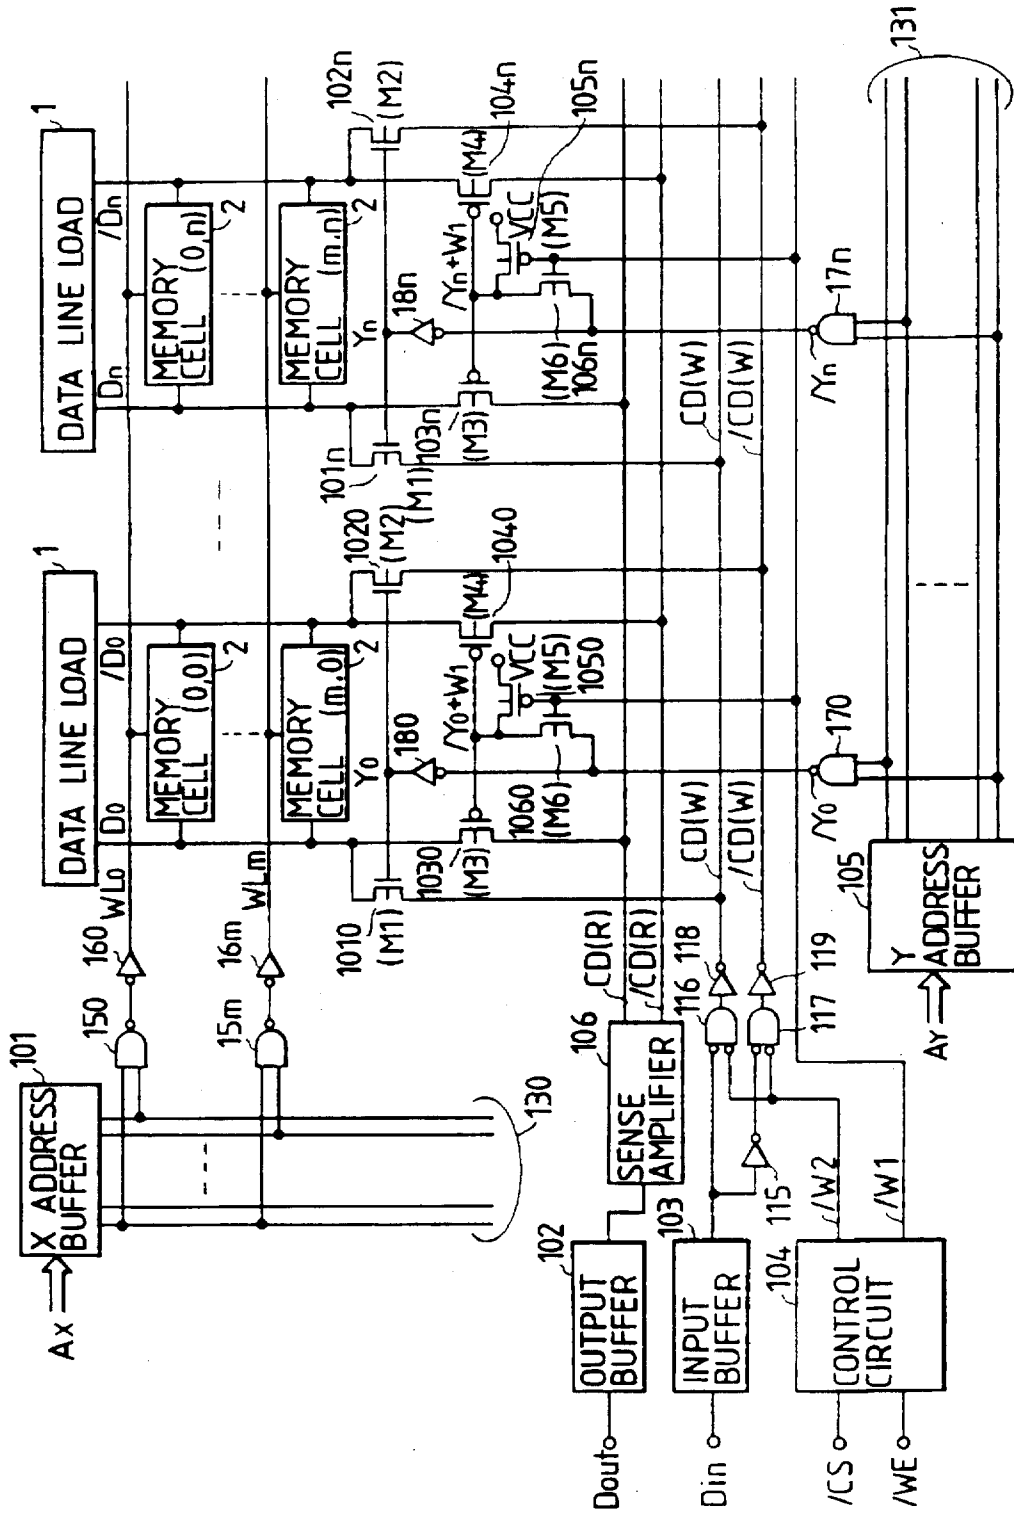 DATA LINE LOAD
1
DATA LINE LOAD
1
X ADDRESS
BUFFER
101
Ax
150
160
WL0
D0
/D0
Dn
/Dn
MEMORY
CELL (0,0)
2
MEMORY
CELL (0,n)
2
15m
16m
WLm
MEMORY
CELL (m,0)
2
MEMORY
CELL (m,n)
2
130
1010
(M1)
Y0
180
1020
(M2)
101n
(M1)
Yn
18n
102n
(M2)
1030
(M3)
/Y0+W1
(M4)
1040
103n
(M3)
/Yn+W1
(M4)
104n
VCC
(M5)
1050
1060
(M6)
VCC
(M5)
105n
(M6)
106n
OUTPUT
BUFFER
102
Dout
SENSE
AMPLIFIER
106
CD(R)
/CD(R)
INPUT
BUFFER
103
Din
115
116
118
117
119
CD(W)
/CD(W)
CD(W)
/CD(W)
CONTROL
CIRCUIT
104
/CS
/WE
/W2
/W1
/Y0
170
/Yn
17n
Y ADDRESS
BUFFER
105
AY
131